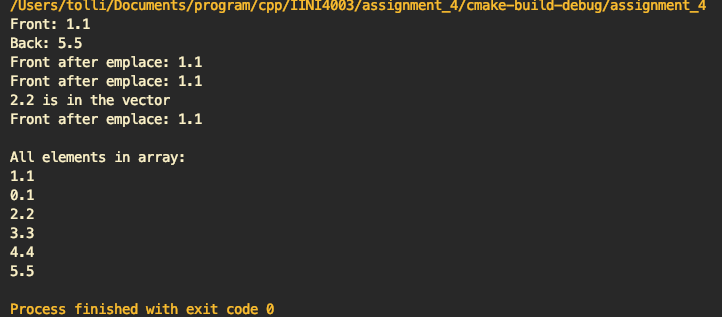 /Users/tolli/Documents/program/cpp/IINI4003/assignment_4/cmake-build-debug/assignment_4
Front: 1.1
Back: 5.5
Front after emplace: 1.1
Front after emplace: 1.1
2.2 is in the vector
Front after emplace: 1.1
All elements in array:
1.1
0.1
2.2
3.3
4.4
5.5
Process finished with exit code 0